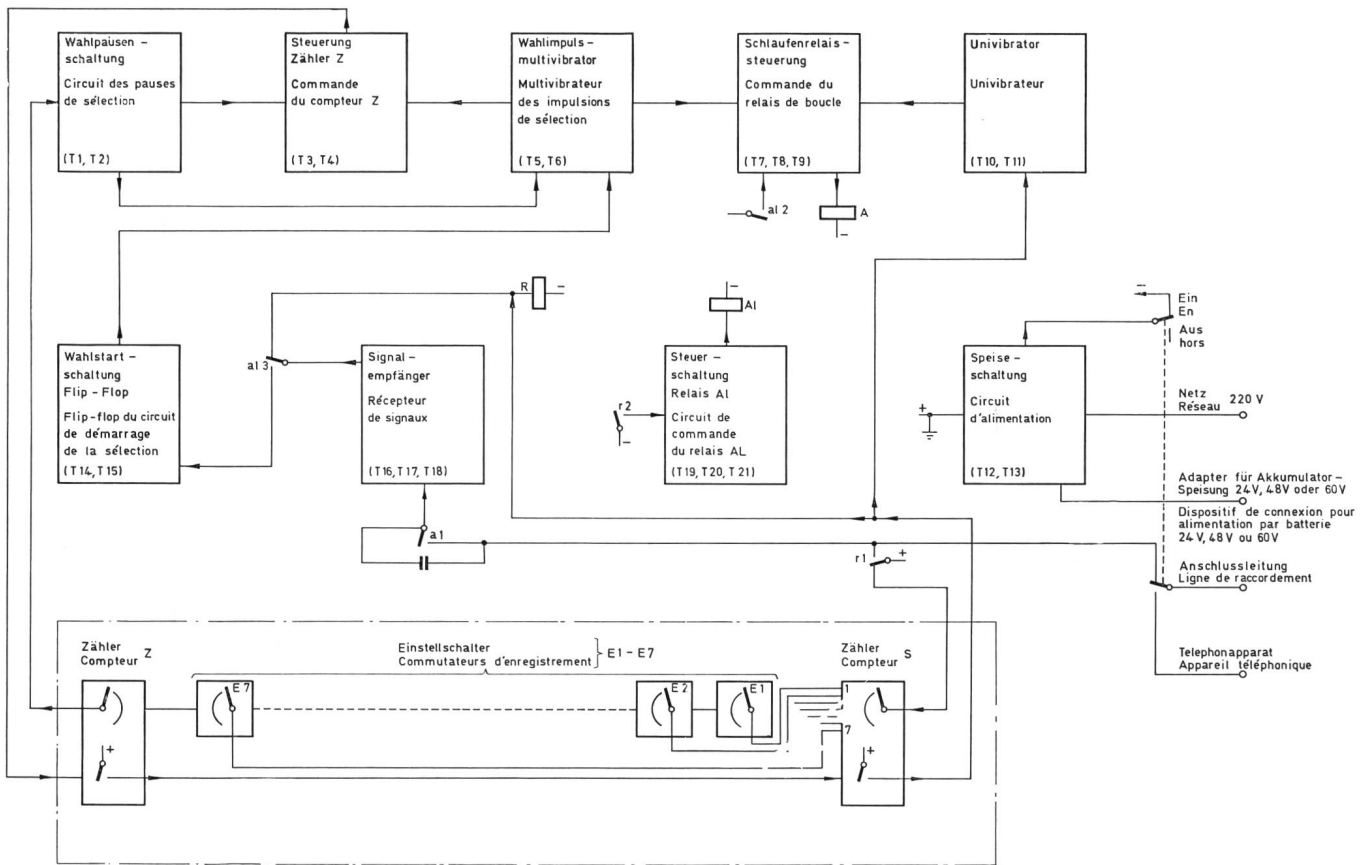 Wahlpausen –
schaltung
Circuit des pauses
de sélection
(T1, T2)
Steuerung
Zähler Z
Commande
du compteur Z
(T3, T4)
Wahlimpuls –
multivibrator
Multivibrateur
des impulsions
de sélection
(T5, T6)
Schlaufenrelais –
steuerung
Commande du
relais de boucle
(T7, T8, T9)
Univibrator
Univibrateur
(T10, T11)
al 2
A
–
R
–
–
Al
–
Ein
En
Aus
hors
Wahlstart –
schaltung
Flip – Flop
Flip-flop du circuit
de démarrage
de la sélection
(T14, T15)
al 3
Signal –
empfänger
Récepteur
de signaux
(T16, T17, T18)
r2
–
Steuer –
schaltung
Relais Al
Circuit de
commande
du relais AL
(T19, T20, T21)
+
Speise –
schaltung
Circuit
d'alimentation
(T12, T13)
Netz
Réseau
220 V
Adapter für Akkumulator –
Speisung 24V, 48V oder 60V
Dispositif de connexion pour
alimentation par batterie
24V, 48V ou 60V
a1
r1
+
Anschlussleitung
Ligne de raccordement
Telephonapparat
Appareil téléphonique
Zähler
Compteur Z
Einstellschalter
Commutateurs d'enregistrement
E1 – E7
Zähler
Compteur S
E7
E2
E1
1
7
+
+